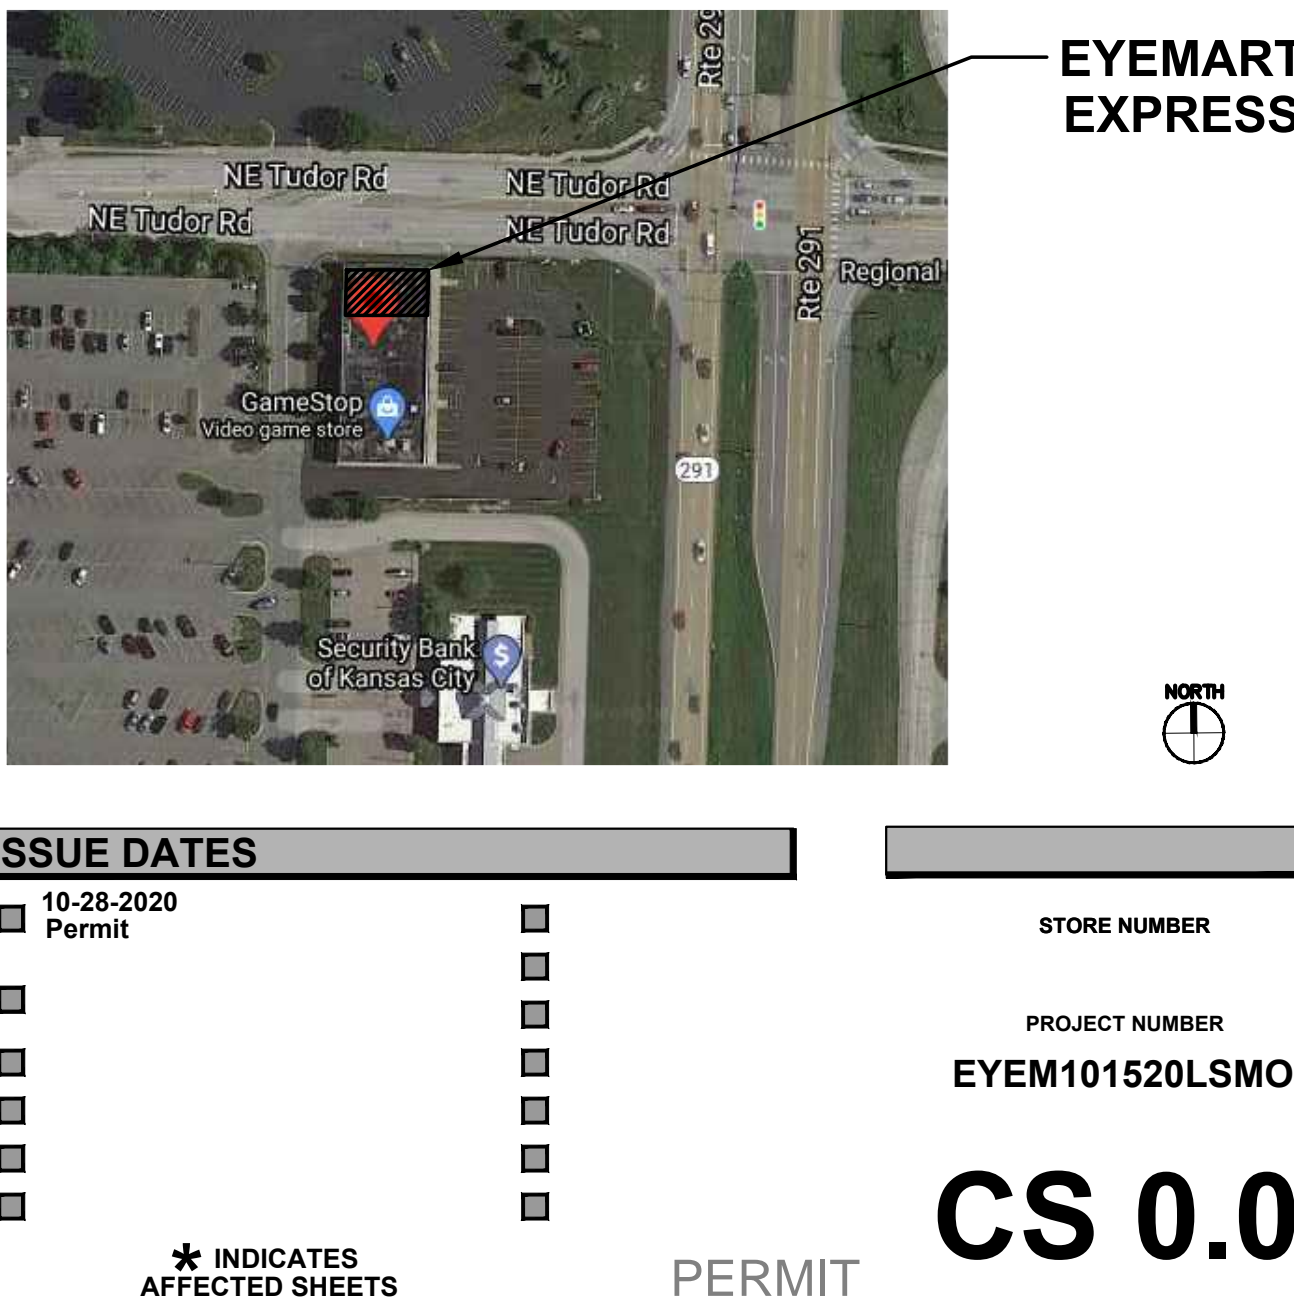 EYEMART
EXPRESS
Rte 29
NE Tudor Rd
NE Tudor Rd
NE Tudor Rd
NE Tudor Rd
Rte 291
Regional
GameStop
Video game store
291
Security Bank
of Kansas City
$
NORTH
SSUE DATES
10-28-2020
Permit
STORE NUMBER
PROJECT NUMBER
EYEM101520LSMO
CS 0.0
* INDICATES
AFFECTED SHEETS
PERMIT